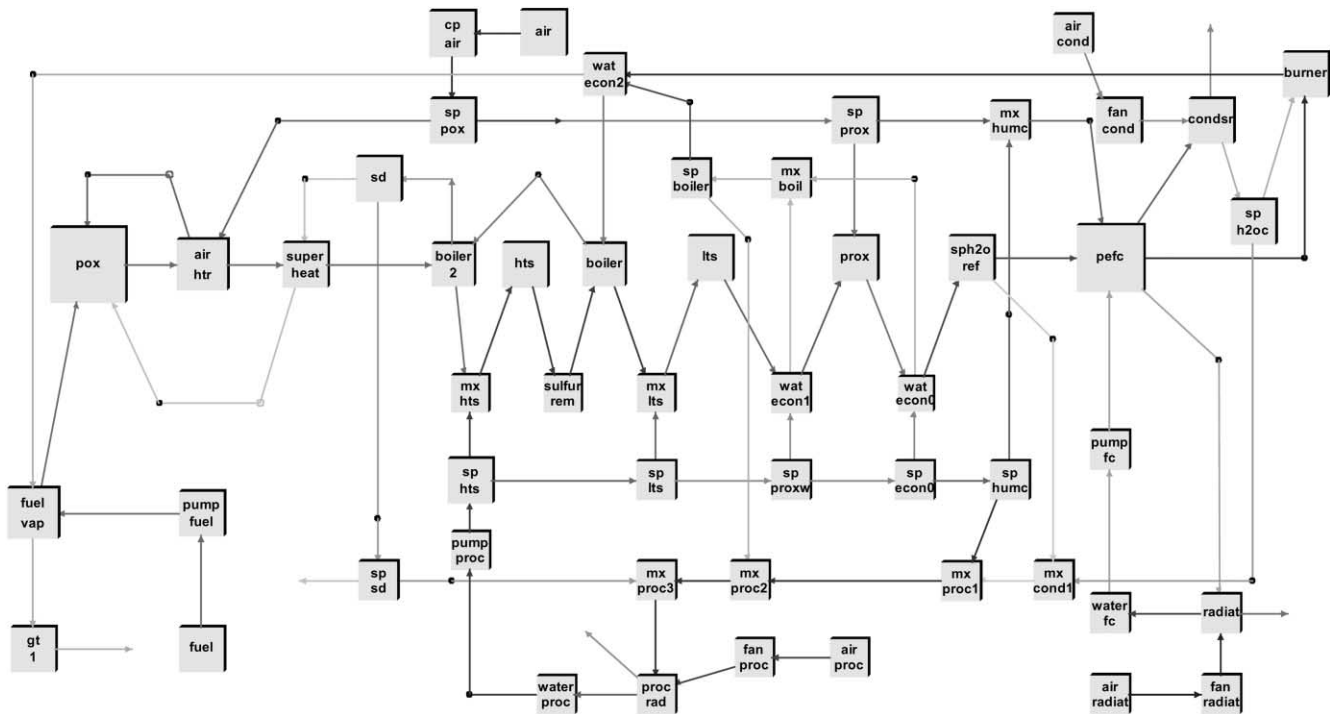 cp
air
air
air
cond
wat
econ2
burner
sp
pox
sp
prox
mx
humc
fan
cond
condsr
sd
sp
boiler
mx
boil
sp
h2oc
pox
air
htr
super
heat
boiler
2
hts
boiler
lts
prox
sph2o
ref
pefc
mx
hts
sulfur
rem
mx
lts
wat
econ1
wat
econ0
pump
fc
sp
hts
sp
lts
sp
proxw
sp
econ0
sp
humc
fuel
vap
pump
fuel
pump
proc
sp
sd
mx
proc3
mx
proc2
mx
proc1
mx
cond1
water
fc
radiat
gt
1
fuel
fan
proc
air
proc
water
proc
proc
rad
air
radiat
fan
radiat